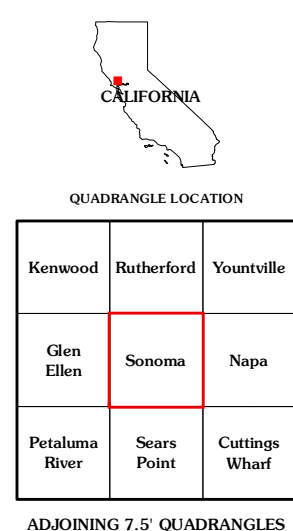 CALIFORNIA
QUADRANGLE LOCATION
Kenwood Rutherford Yountville
Glen
Ellen
Sonoma
Napa
Petaluma
River
Sears
Point
Cuttings
Wharf
ADJOINING 7.5' QUADRANGLES